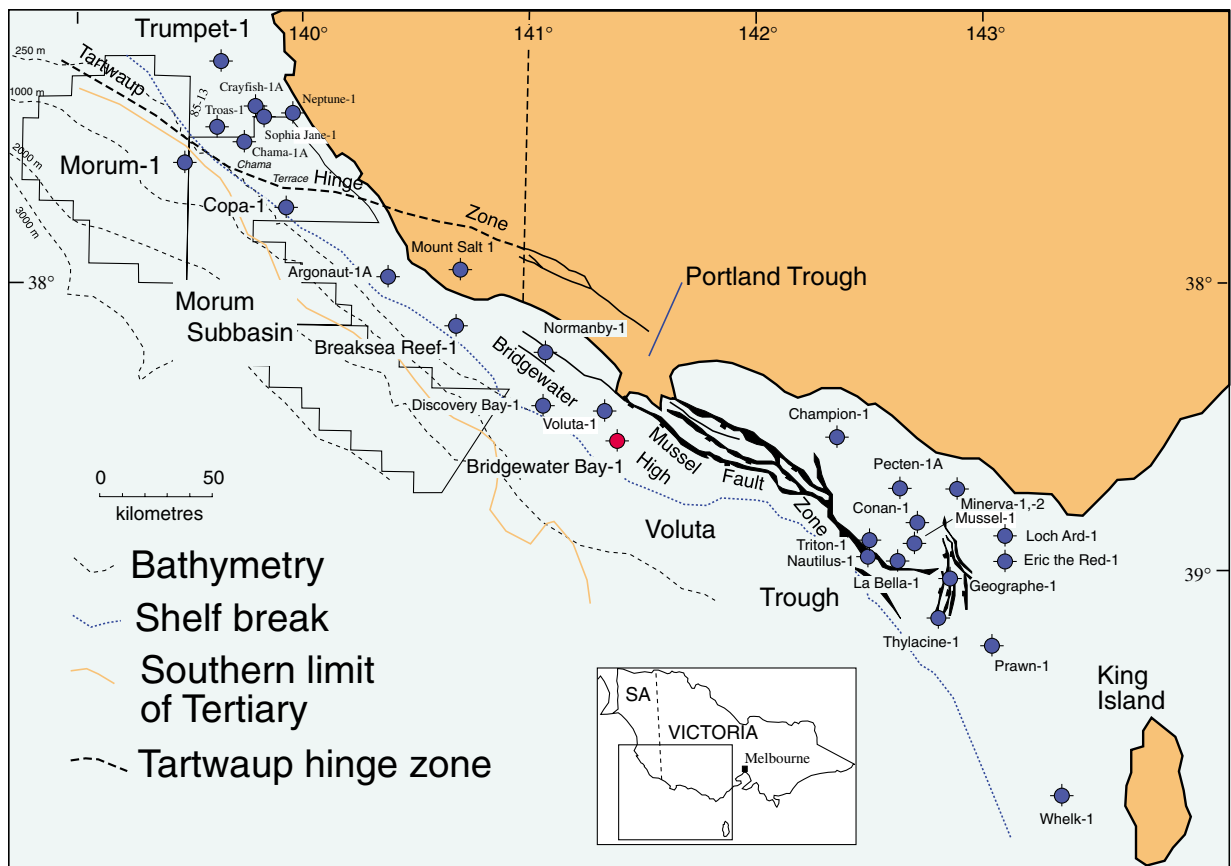 140°
141°
142°
143°
Trumpet-1
250 m
Tartwaup
Crayfish-1A
Neptune-1
1000 m
85-13
Troas-1
Sophia Jane-1
Chama-1A
2000 m
Morum-1
Chama
Terrace
Hinge
3000 m
Copa-1
Zone
Mount Salt 1
Argonaut-1A
Portland Trough
38°
38°
Morum
Subbasin
Normanby-1
Breaksea Reef-1
Bridgewater
Discovery Bay-1
Voluta-1
Champion-1
Mussel
High
Fault
Zone
Bridgewater Bay-1
Pecten-1A
0
50
kilometres
Conan-1
Minerva-1,-2
Mussel-1
Voluta
Trough
Triton-1
Loch Ard-1
Nautilus-1
Eric the Red-1
39°
La Bella-1
Geographe-1
Bathymetry
Shelf break
Thylacine-1
Southern limit
of Tertiary
Prawn-1
King
Island
SA
VICTORIA
Melbourne
Tartwaup hinge zone
Whelk-1